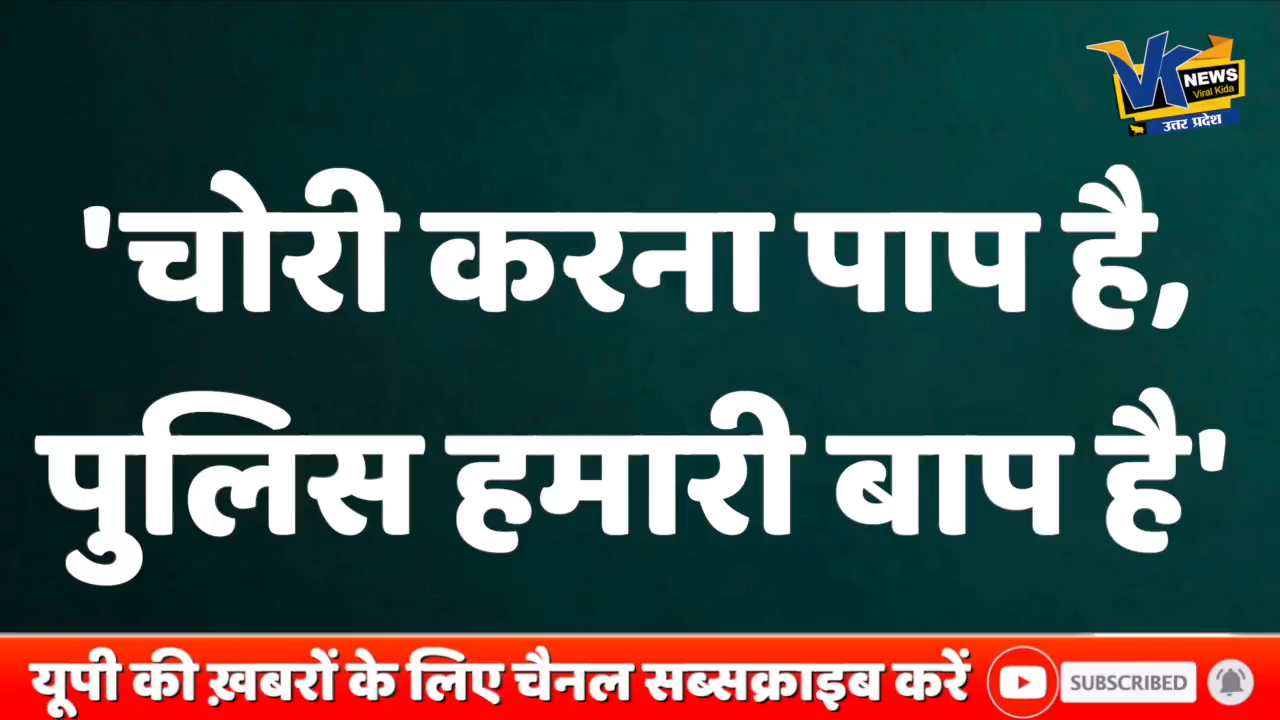 VK NEWS
Viral Kida
उत्तर प्रदेश
'चोरी करना पाप है,
पुलिस हमारी बाप है'
यूपी की ख़बरों के लिए चैनल सब्सक्राइब करें SUBSCRIBED